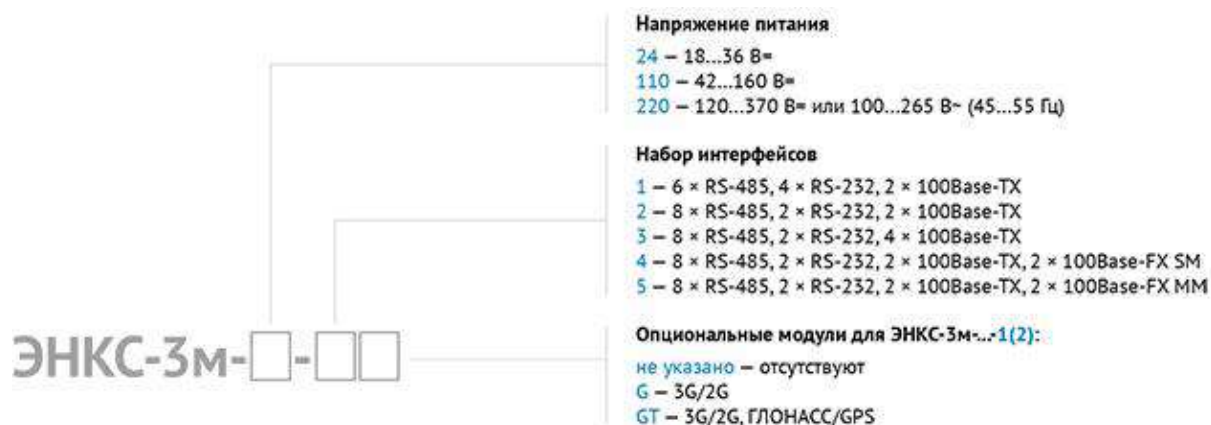 Напряжение питания
24 – 18...36 В=
110 – 42...160 В=
220 – 120...370 В= или 100...265 В~ (45...55 Гц)
Набор интерфейсов
1 – 6 × RS-485, 4 × RS-232, 2 × 100Base-TX
2 – 8 × RS-485, 2 × RS-232, 2 × 100Base-TX
3 – 8 × RS-485, 2 × RS-232, 4 × 100Base-TX
4 – 8 × RS-485, 2 × RS-232, 2 × 100Base-TX, 2 × 100Base-FX SM
5 – 8 × RS-485, 2 × RS-232, 2 × 100Base-TX, 2 × 100Base-FX MM
ЭНКС-3м-□-□□
Опциональные модули для ЭНКС-3м-...-1(2):
не указано – отсутствуют
G – 3G/2G
GT – 3G/2G, ГЛОНАСС/GPS